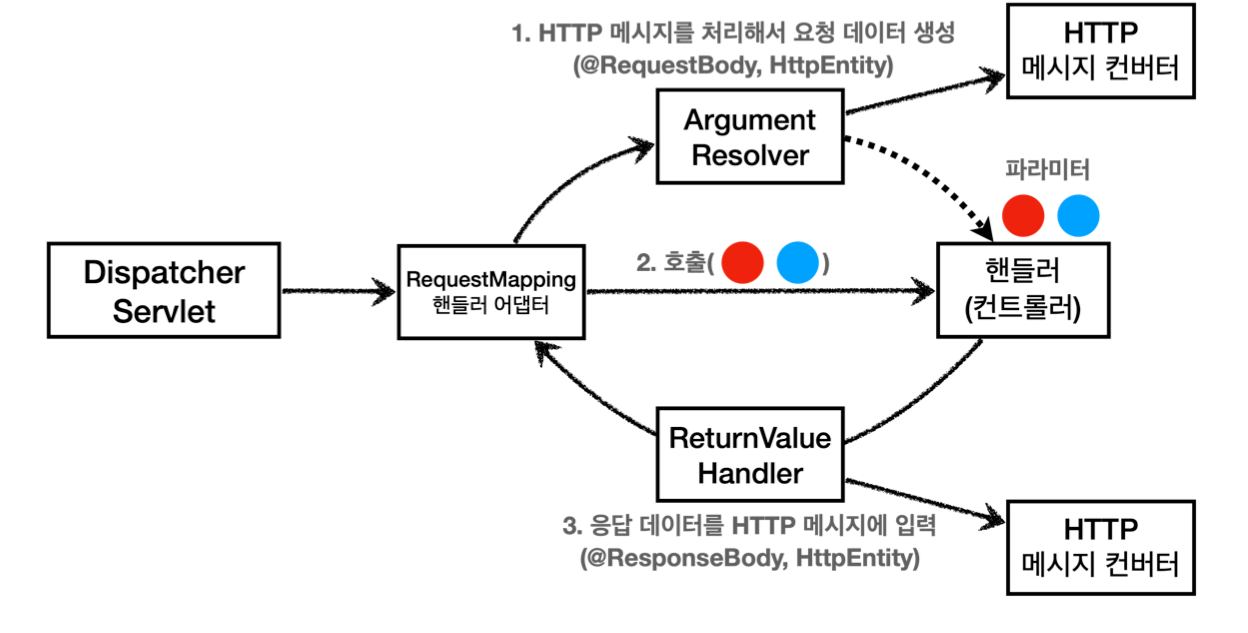 1. HTTP 메시지를 처리해서 요청 데이터 생성
(@RequestBody, HttpEntity)
HTTP
메시지 컨버터
Argument
Resolver
파라미터
Dispatcher
Servlet
RequestMapping
핸들러 어댑터
2. 호출( )
핸들러
(컨트롤러)
ReturnValue
Handler
3. 응답 데이터를 HTTP 메시지에 입력
(@ResponseBody, HttpEntity)
HTTP
메시지 컨버터